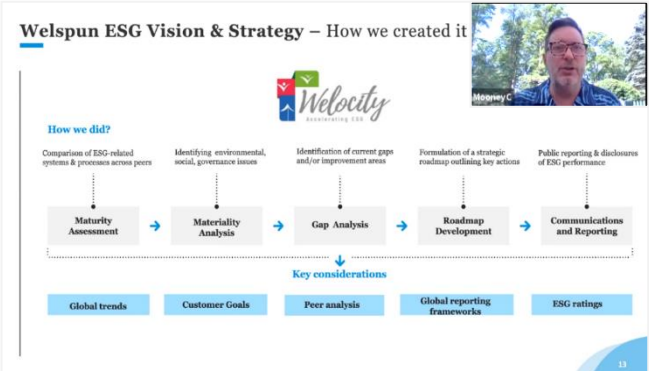 Welspun ESG Vision & Strategy – How we created it
Mooney C
Welocity
Accelerating ESG
How we did?
Comparison of ESG-related
systems & processes across peers
Identifying environmental,
social, governance issues
Identification of current gaps
and/or improvement areas
Formulation of a strategic
roadmap outlining key actions
Public reporting & disclosures
of ESG performance
Maturity
Assessment
Materiality
Analysis
Gap Analysis
Roadmap
Development
Communications
and Reporting
Key considerations
Global trends
Customer Goals
Peer analysis
Global reporting
frameworks
ESG ratings
13